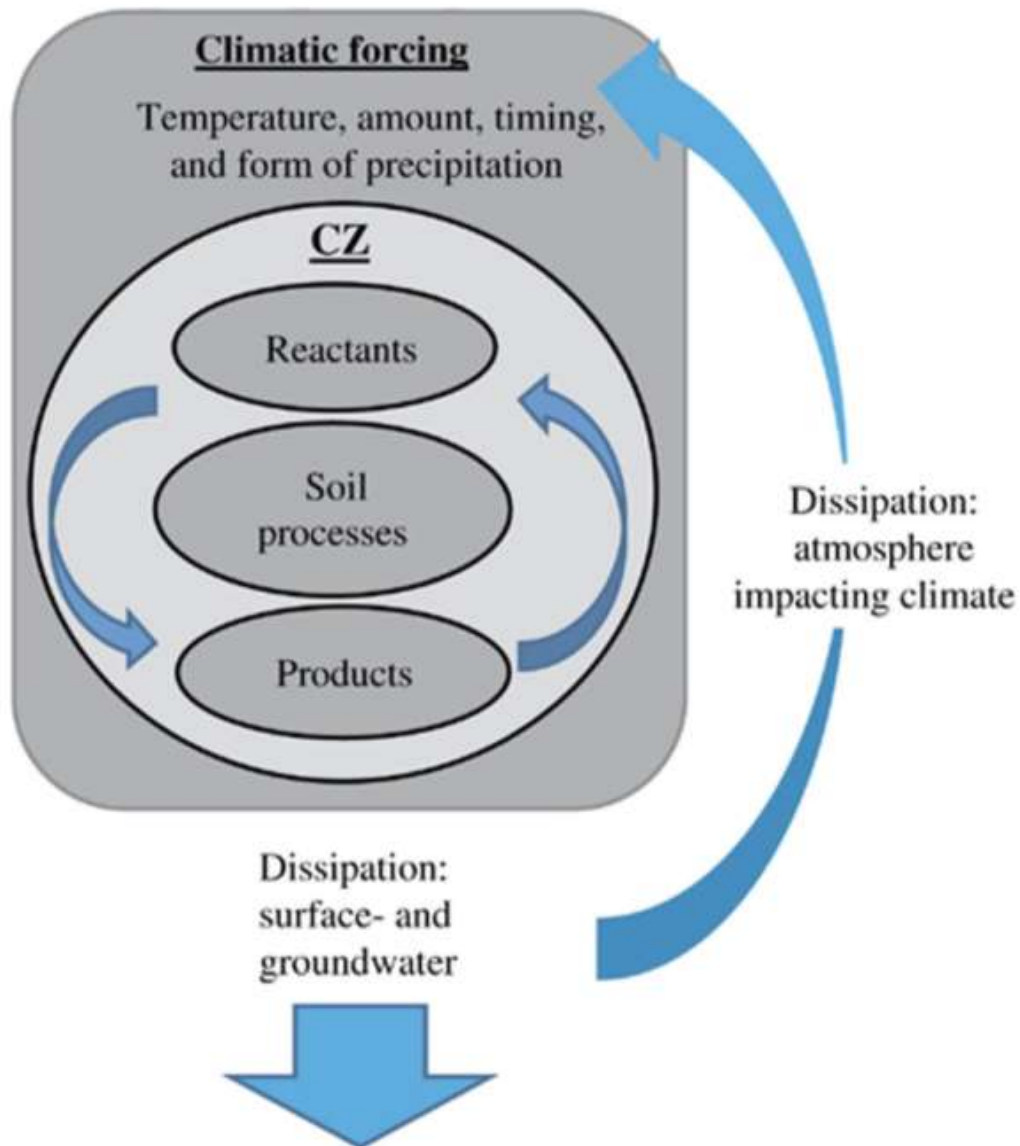 Climatic forcing
Temperature, amount, timing,
and form of precipitation
CZ
Reactants
Soil
processes
Products
Dissipation:
atmosphere
impacting climate
Dissipation:
surface- and
groundwater